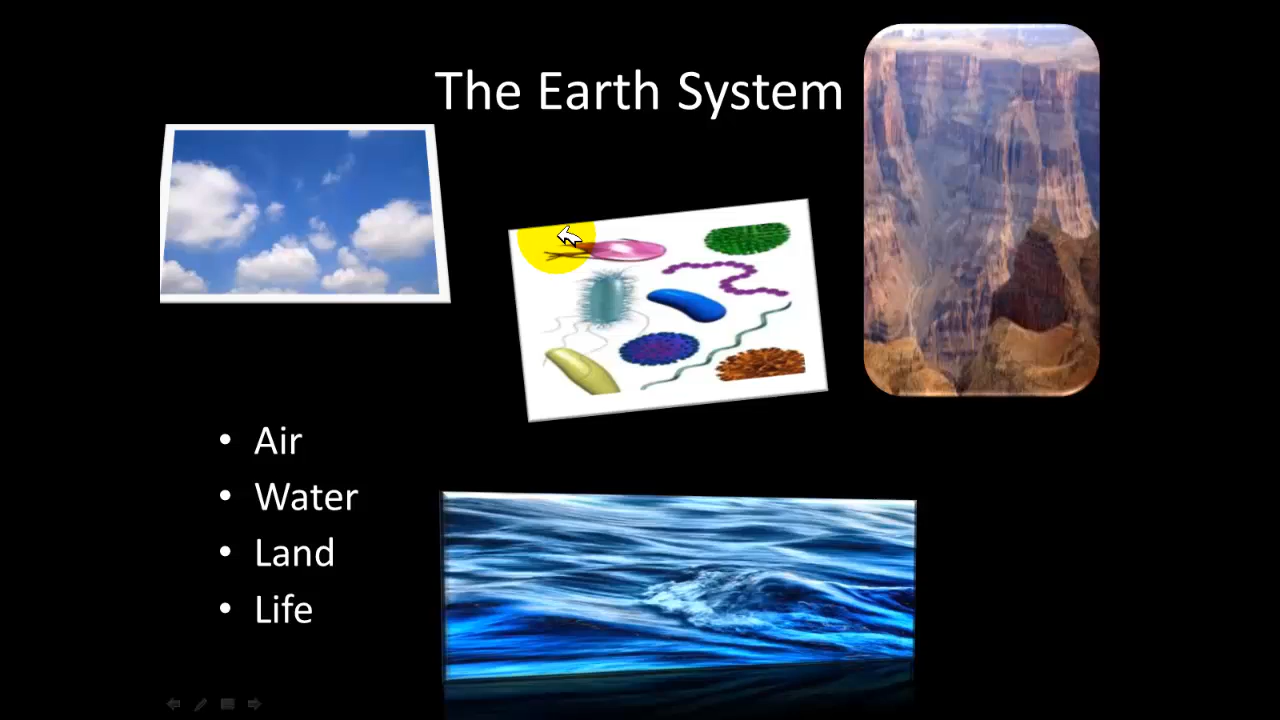 The Earth System
• Air
• Water
• Land
• Life